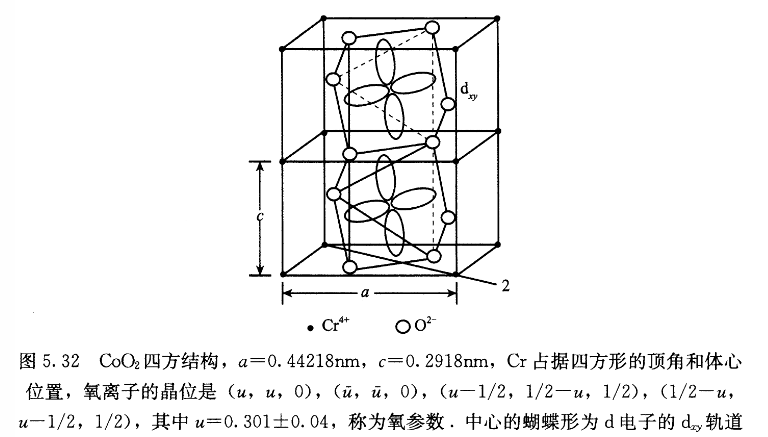 d_xy
c
2
a
Cr⁴⁺ O²⁻
图 5.32 CoO₂四方结构，a=0.44218nm，c=0.2918nm，Cr 占据四方形的顶角和体心
位置，氧离子的晶位是 (u, u, 0)，(ū, ū, 0)，(u−1/2, 1/2−u, 1/2)，(1/2−u,
u−1/2, 1/2)，其中 u=0.301±0.04，称为氧参数．中心的蝴蝶形为 d 电子的 d_xy 轨道